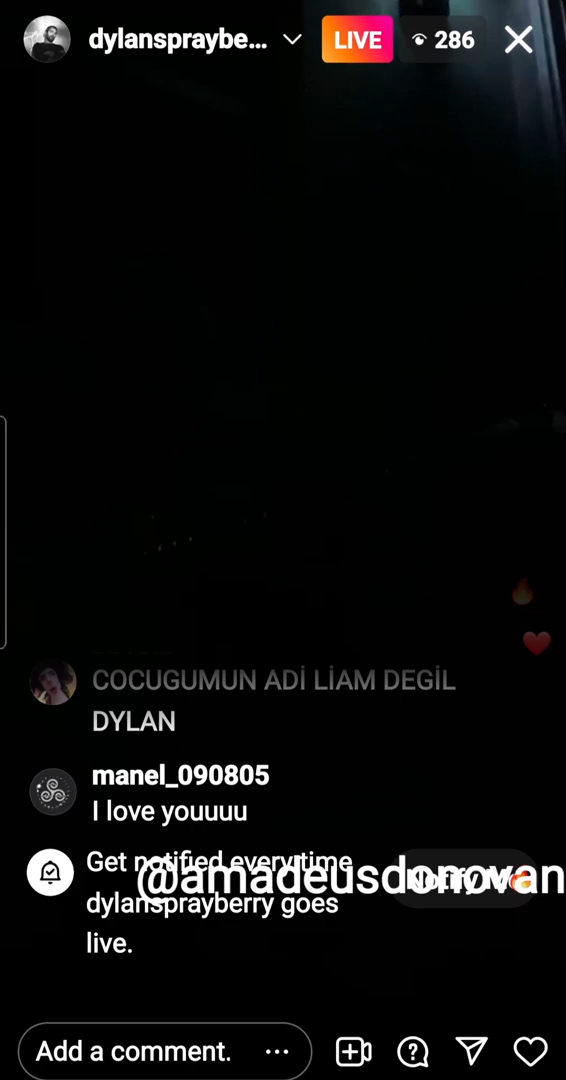 dylanspraybe...
LIVE
286
COCUGUMUN ADİ LİAM DEGİL
DYLAN
manel_090805
I love youuuu
Get notified every time
@amadeusdonovan
dylansprayberry goes
live.
Add a comment.